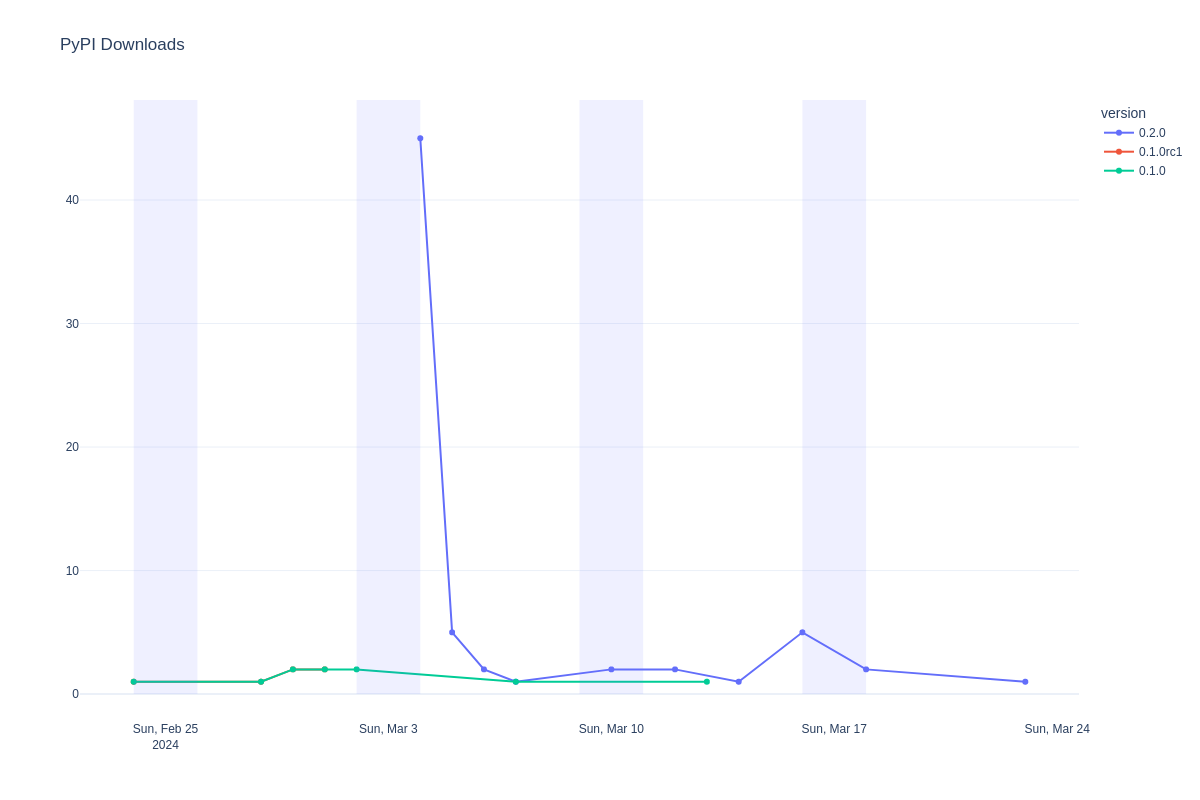 PyPI Downloads
version
0.2.0
0.1.0rc1
0.1.0
40
30
20
10
0
Sun, Feb 25
2024
Sun, Mar 3
Sun, Mar 10
Sun, Mar 17
Sun, Mar 24